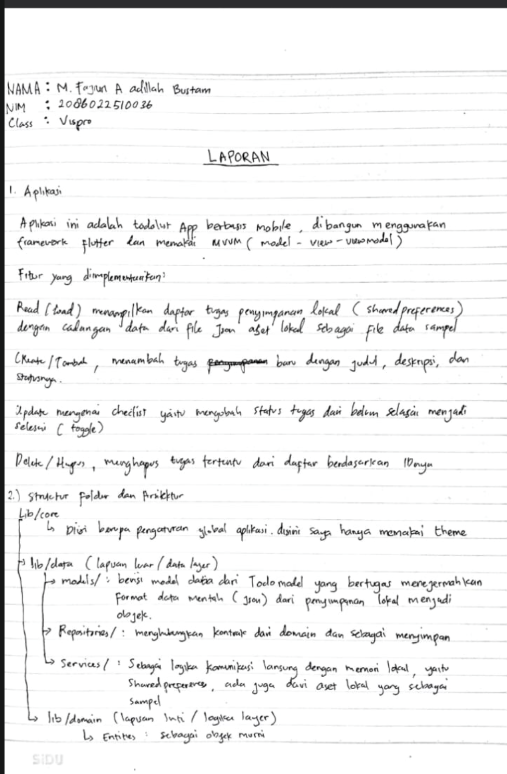 NAMA : M. Fajrin A adillah Bustam
NIM : 2086022510036
Class : Vispro
LAPORAN
1. Aplikasi
Aplikasi ini adalah todolist App berbasis mobile, dibangun menggunakan
framework flutter dan memakai MVVM (model - view - viewmodel)
Fitur yang diimplementasikan:
Read (load) menampilkan daftar tugas penyimpanan lokal (shared preferences)
dengan cadangan data dari file Json aset lokal sebagai file data sampel
Create/Tambah, menambah tugas baru dengan judul, deskripsi, dan
statusnya.
Update mengenai checklist yaitu mengubah status tugas dari belum selesai menjadi
selesai (toggle)
Delete/Hapus, menghapus tugas tertentu dari daftar berdasarkan IDnya
2.) Struktur folder dan Arsitektur
Lib/core
↳ Diisi berupa pengaturan global aplikasi. disini saya hanya memakai theme
lib/data (lapisan luar / data layer)
models/ : berisi model data dari Todomodel yang bertugas menerjemahkan
format data mentah (json) dari penyimpanan lokal menjadi
objek.
Repositories/ : menghubungkan kontrak dari domain dan sebagai menyimpan
Services/ : Sebagai logika komunikasi lansung dengan memori lokal, yaitu
Shared preferences, ada juga dari aset lokal yang sebagai
sampel
lib/domain (lapisan Inti / logika layer)
↳ Entities : sebagai objek murni
SiDU